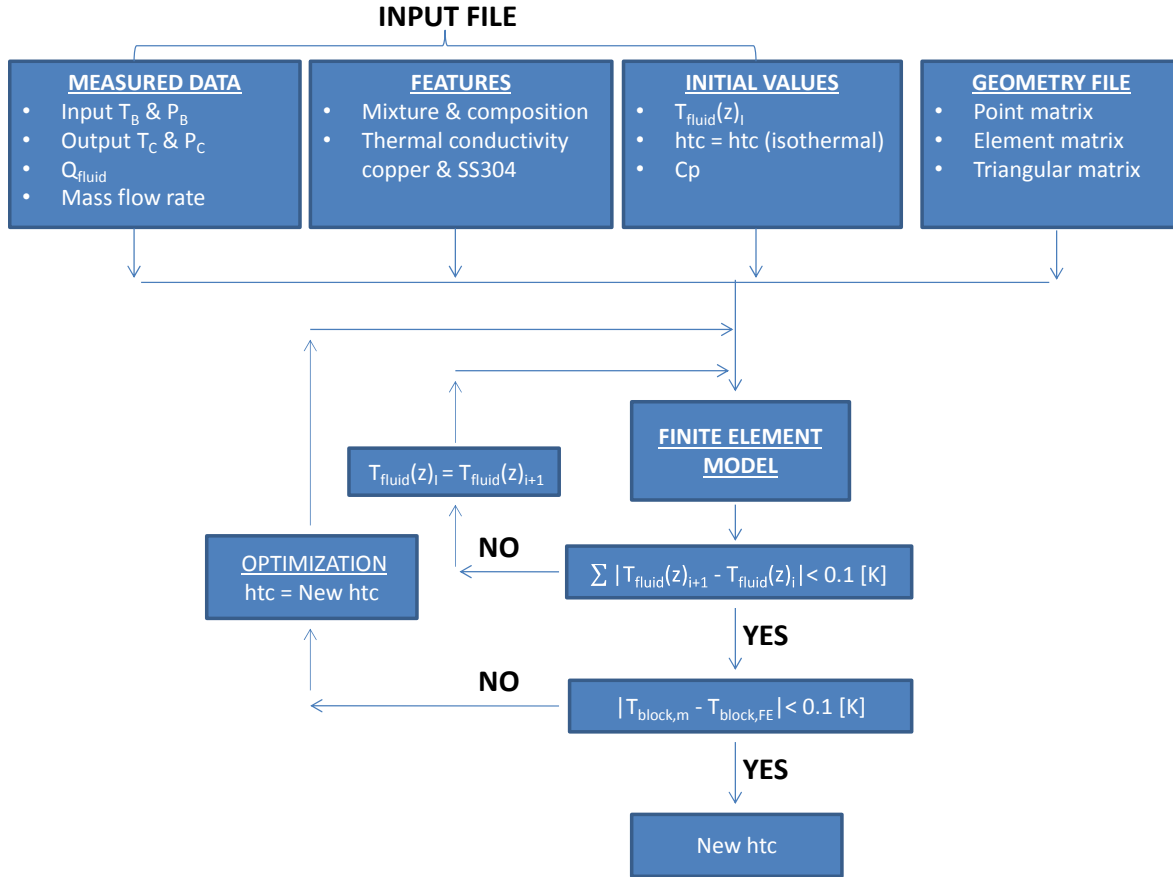 INPUT FILE
MEASURED DATA
• Input T_B & P_B
• Output T_C & P_C
• Q_fluid
• Mass flow rate
FEATURES
• Mixture & composition
• Thermal conductivity
copper & SS304
INITIAL VALUES
• T_fluid(z)_I
• htc = htc (isothermal)
• Cp
GEOMETRY FILE
• Point matrix
• Element matrix
• Triangular matrix
FINITE ELEMENT
MODEL
T_fluid(z)_I = T_fluid(z)_i+1
NO
∑ |T_fluid(z)_i+1 - T_fluid(z)_i| < 0.1 [K]
OPTIMIZATION
htc = New htc
YES
NO
|T_block,m - T_block,FE| < 0.1 [K]
YES
New htc